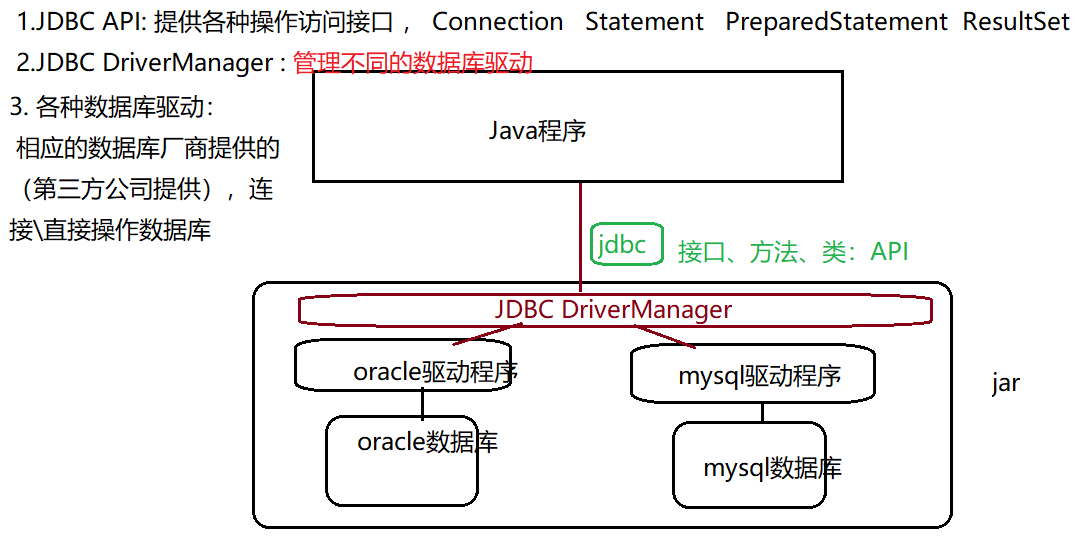 1.JDBC API: 提供各种操作访问接口 ， Connection Statement PreparedStatement ResultSet
2.JDBC DriverManager : 管理不同的数据库驱动
3. 各种数据库驱动：
相应的数据库厂商提供的
（第三方公司提供），连
接\直接操作数据库
Java程序
jdbc 接口、方法、类：API
JDBC DriverManager
oracle驱动程序
mysql驱动程序
jar
oracle数据库
mysql数据库